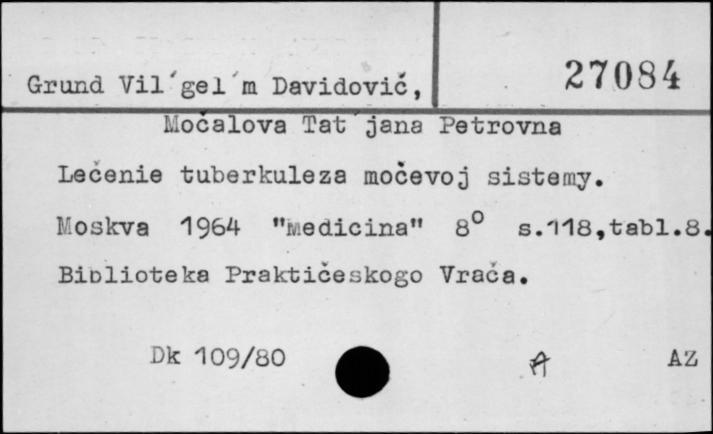 27084
Grund Vil´gel´m Davidovič,
Močalova Tat´jana Petrovna
Lečenie tuberkuleza močevoj sistemy.
Moskva 1964 "Medicina" 8° s.118,tabl.8.
Biblioteka Praktičeskogo Vrača.
Dk 109/80 A AZ